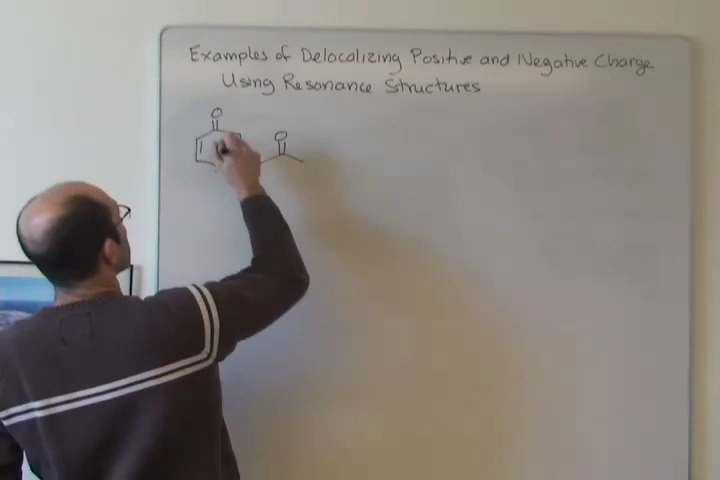 Examples of Delocalizing Positive and Negative Charge
Using Resonance Structures
O
O